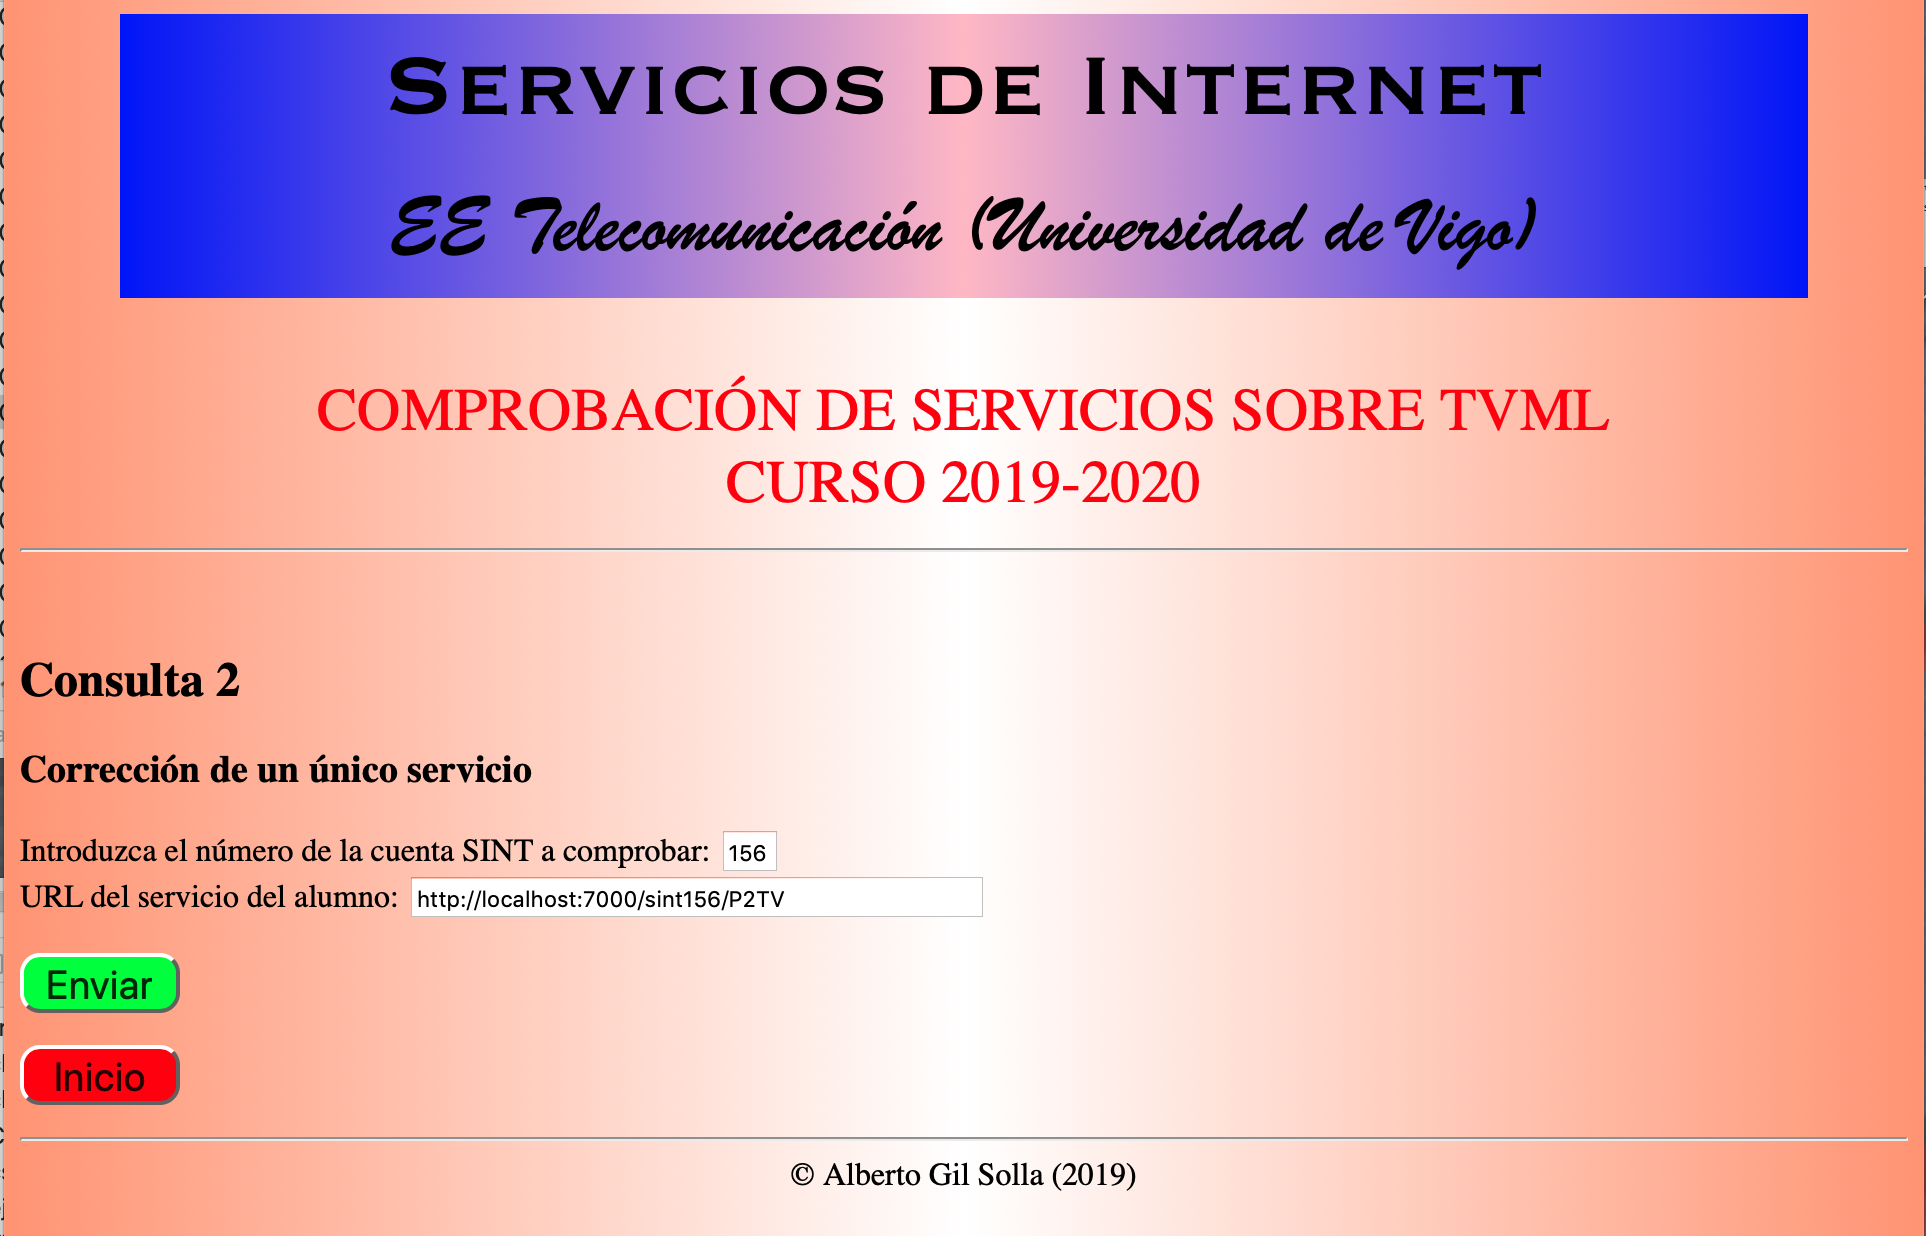 Servicios de Internet
EE Telecomunicación (Universidad de Vigo)
COMPROBACIÓN DE SERVICIOS SOBRE TVML
CURSO 2019-2020
Consulta 2
Corrección de un único servicio
Introduzca el número de la cuenta SINT a comprobar: 156
URL del servicio del alumno: http://localhost:7000/sint156/P2TV
Enviar
Inicio
© Alberto Gil Solla (2019)